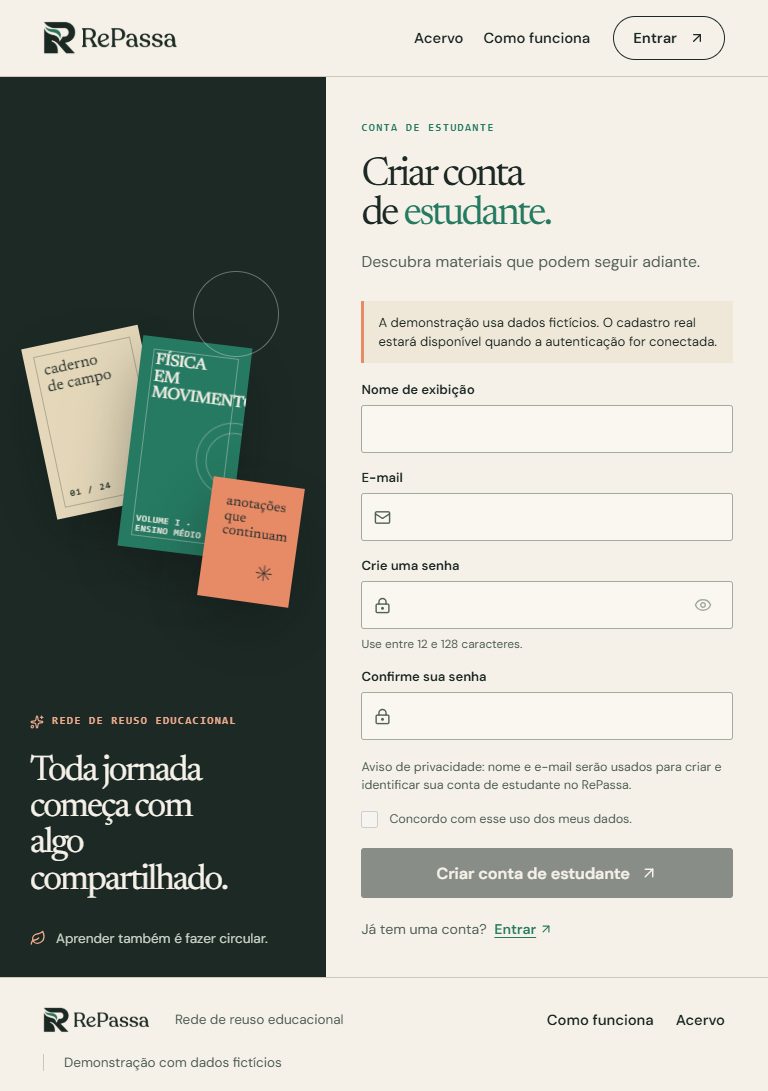 RePassa
Acervo
Como funciona
Entrar
caderno
de campo
01 / 24
FÍSICA
EM
MOVIMENTO
VOLUME I ·
ENSINO MÉDIO
anotações
que
continuam
REDE DE REUSO EDUCACIONAL
Toda jornada
começa com
algo
compartilhado.
Aprender também é fazer circular.
CONTA DE ESTUDANTE
Criar conta
de estudante.
Descubra materiais que podem seguir adiante.
A demonstração usa dados fictícios. O cadastro real
estará disponível quando a autenticação for conectada.
Nome de exibição
E-mail
Crie uma senha
Use entre 12 e 128 caracteres.
Confirme sua senha
Aviso de privacidade: nome e e-mail serão usados para criar e
identificar sua conta de estudante no RePassa.
Concordo com esse uso dos meus dados.
Criar conta de estudante
Já tem uma conta? Entrar
RePassa
Rede de reuso educacional
Como funciona
Acervo
Demonstração com dados fictícios